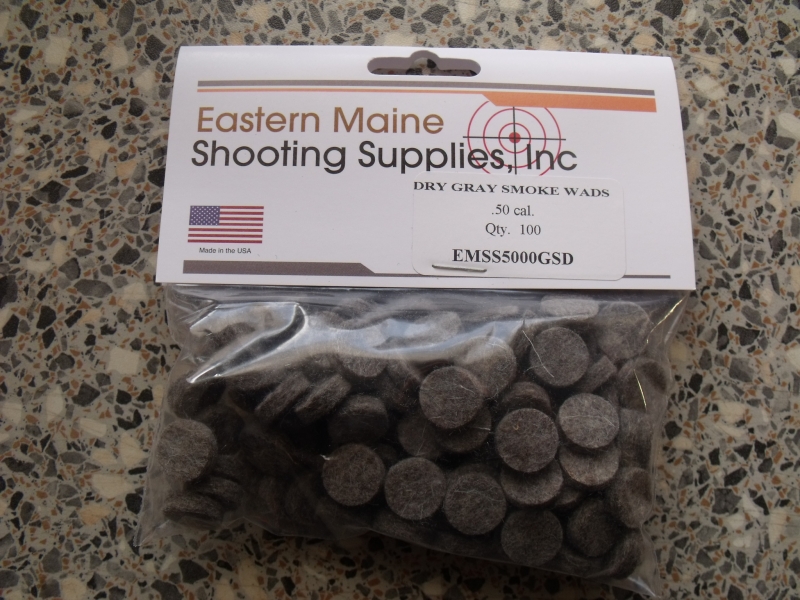 Eastern Maine
Shooting Supplies, Inc
DRY GRAY SMOKE WADS
.50 cal.
Qty. 100
EMSS5000GSD
Made in the USA